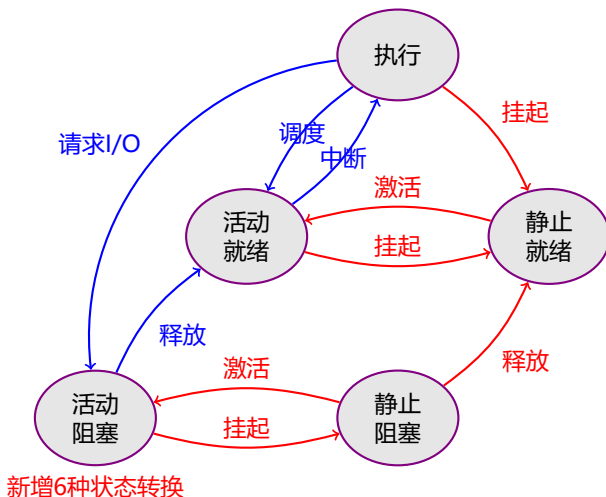 执行
请求I/O
调度
中断
挂起
激活
活动
就绪
静止
就绪
挂起
释放
激活
释放
活动
阻塞
静止
阻塞
挂起
新增6种状态转换